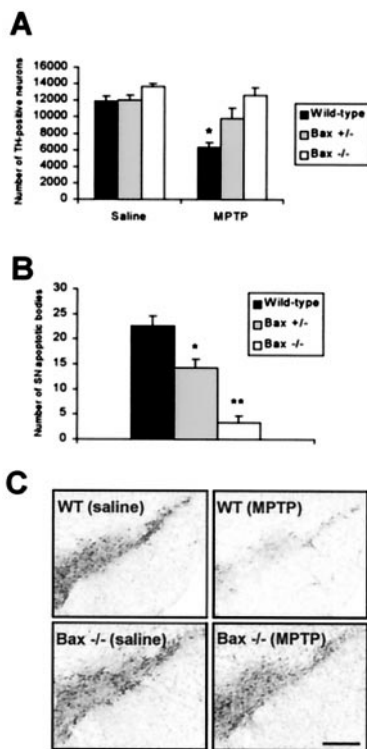 A
Number of TH-positive neurons
16000
14000
12000
10000
8000
6000
4000
2000
0
*
Saline
MPTP
Wild-type
Bax +/-
Bax -/-
B
Number of SN apoptotic bodies
30
25
20
15
10
5
0
*
**
Wild-type
Bax +/-
Bax -/-
C
WT (saline)
WT (MPTP)
Bax -/- (saline)
Bax -/- (MPTP)